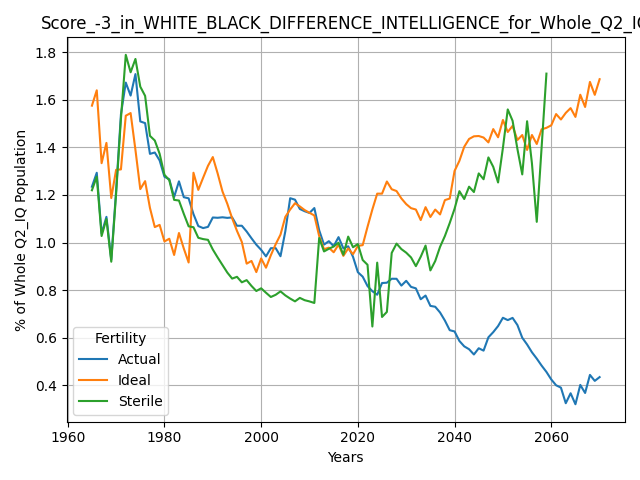 Score_-3_in_WHITE_BLACK_DIFFERENCE_INTELLIGENCE_for_Whole_Q2_IQ
% of Whole Q2_IQ Population
1.8
1.6
1.4
1.2
1.0
0.8
0.6
0.4
Fertility
Actual
Ideal
Sterile
1960 1980 2000 2020 2040 2060
Years